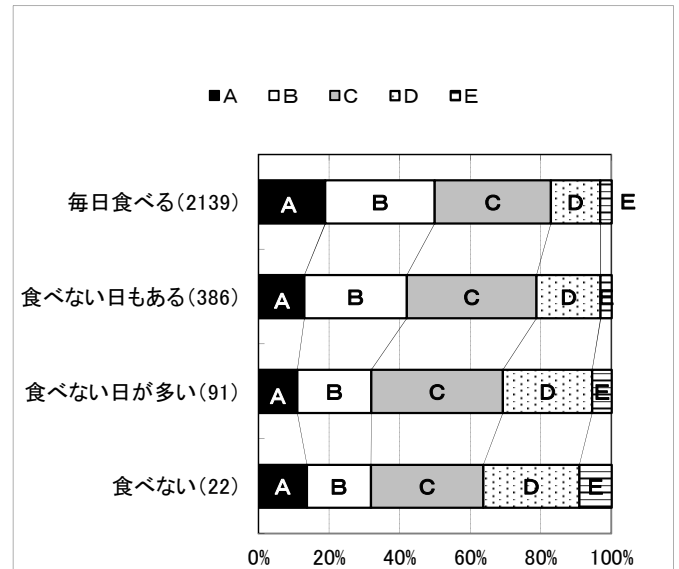 ■A □B ■C □D □E
毎日食べる(2139) A B C D E
食べない日もある(386) A B C D E
食べない日が多い(91) A B C D E
食べない(22) A B C D E
0% 20% 40% 60% 80% 100%